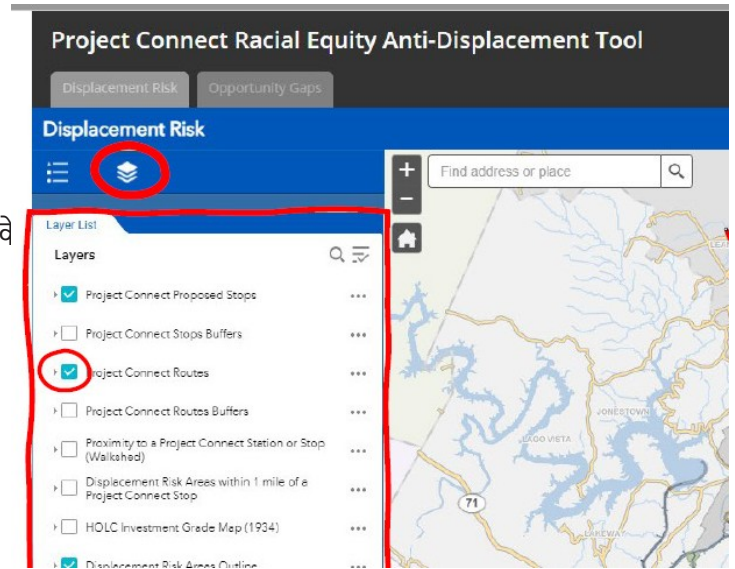 Project Connect Racial Equity Anti-Displacement Tool
Displacement Risk
Opportunity Gaps
Displacement Risk
Find address or place
Layer List
Layers
Project Connect Proposed Stops
Project Connect Stops Buffers
Project Connect Routes
Project Connect Routes Buffers
Proximity to a Project Connect Station or Stop
(Walkshed)
Displacement Risk Areas within 1 mile of a
Project Connect Stop
HOLC Investment Grade Map (1934)
Displacement Risk Areas Outline
JONESTOWN
LAGO VISTA
71
LAKEWAY